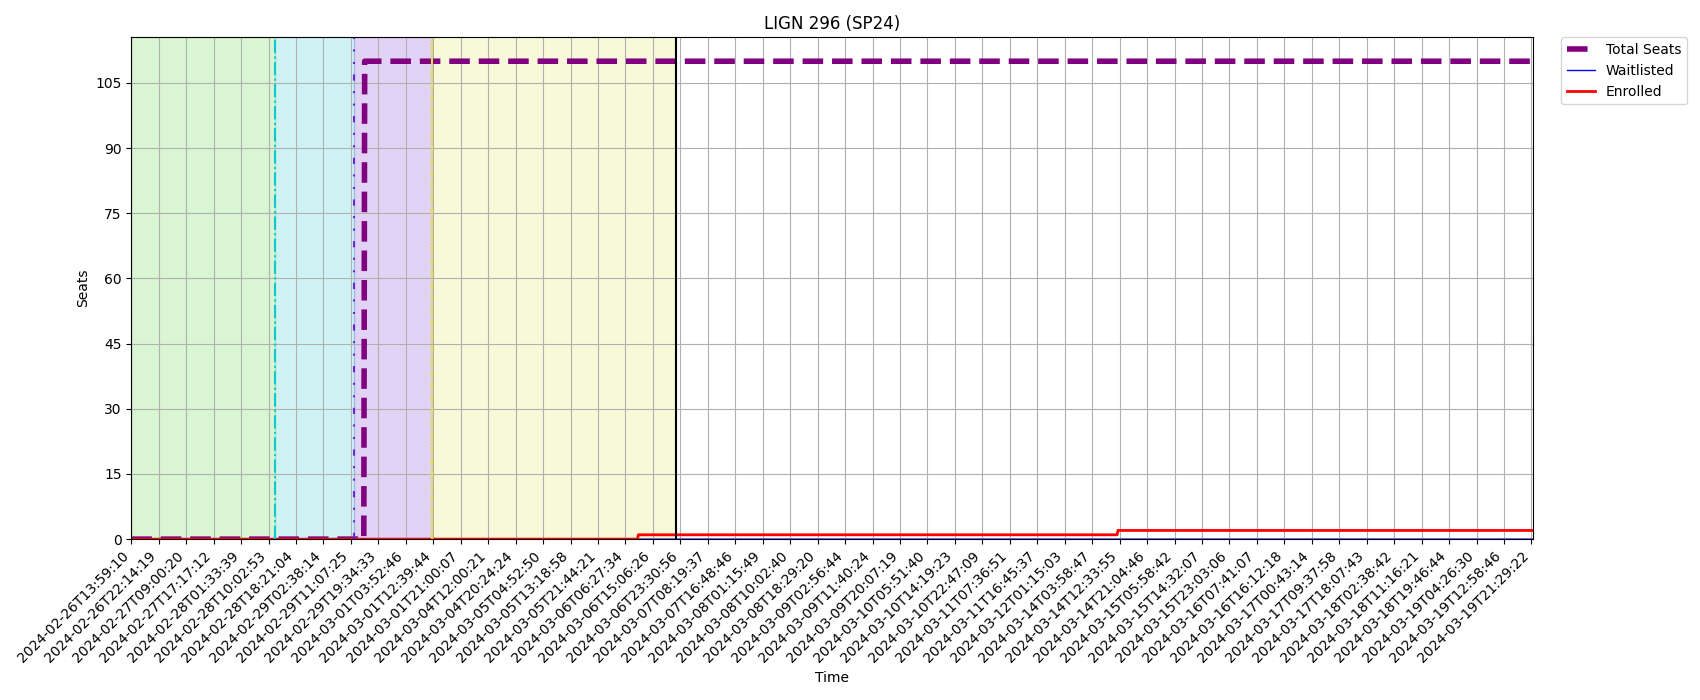 LIGN 296 (SP24)
Total Seats
Waitlisted
Enrolled
105
90
75
60
45
30
15
0
Seats
2024-02-26T13:59:10
2024-02-26T22:14:19
2024-02-27T09:00:20
2024-02-27T17:17:12
2024-02-28T01:33:39
2024-02-28T10:02:53
2024-02-28T18:21:04
2024-02-29T02:38:14
2024-02-29T11:07:25
2024-02-29T19:34:33
2024-03-01T03:52:46
2024-03-01T12:39:44
2024-03-01T21:00:07
2024-03-04T12:00:21
2024-03-04T20:24:24
2024-03-05T04:52:50
2024-03-05T13:18:58
2024-03-05T21:44:21
2024-03-06T06:27:34
2024-03-06T15:06:26
2024-03-06T23:30:56
2024-03-07T08:19:37
2024-03-07T16:48:46
2024-03-08T01:15:49
2024-03-08T10:02:40
2024-03-08T18:29:20
2024-03-09T02:56:44
2024-03-09T11:40:24
2024-03-09T20:07:19
2024-03-10T05:51:40
2024-03-10T14:19:23
2024-03-10T22:47:09
2024-03-11T07:36:51
2024-03-11T16:45:37
2024-03-12T01:15:03
2024-03-14T03:58:47
2024-03-14T12:33:55
2024-03-14T21:04:46
2024-03-15T05:58:42
2024-03-15T14:32:07
2024-03-15T23:03:06
2024-03-16T07:41:07
2024-03-16T16:12:18
2024-03-17T00:43:14
2024-03-17T09:37:58
2024-03-17T18:07:43
2024-03-18T02:38:42
2024-03-18T11:16:21
2024-03-18T19:46:44
2024-03-19T04:26:30
2024-03-19T12:58:46
2024-03-19T21:29:22
Time